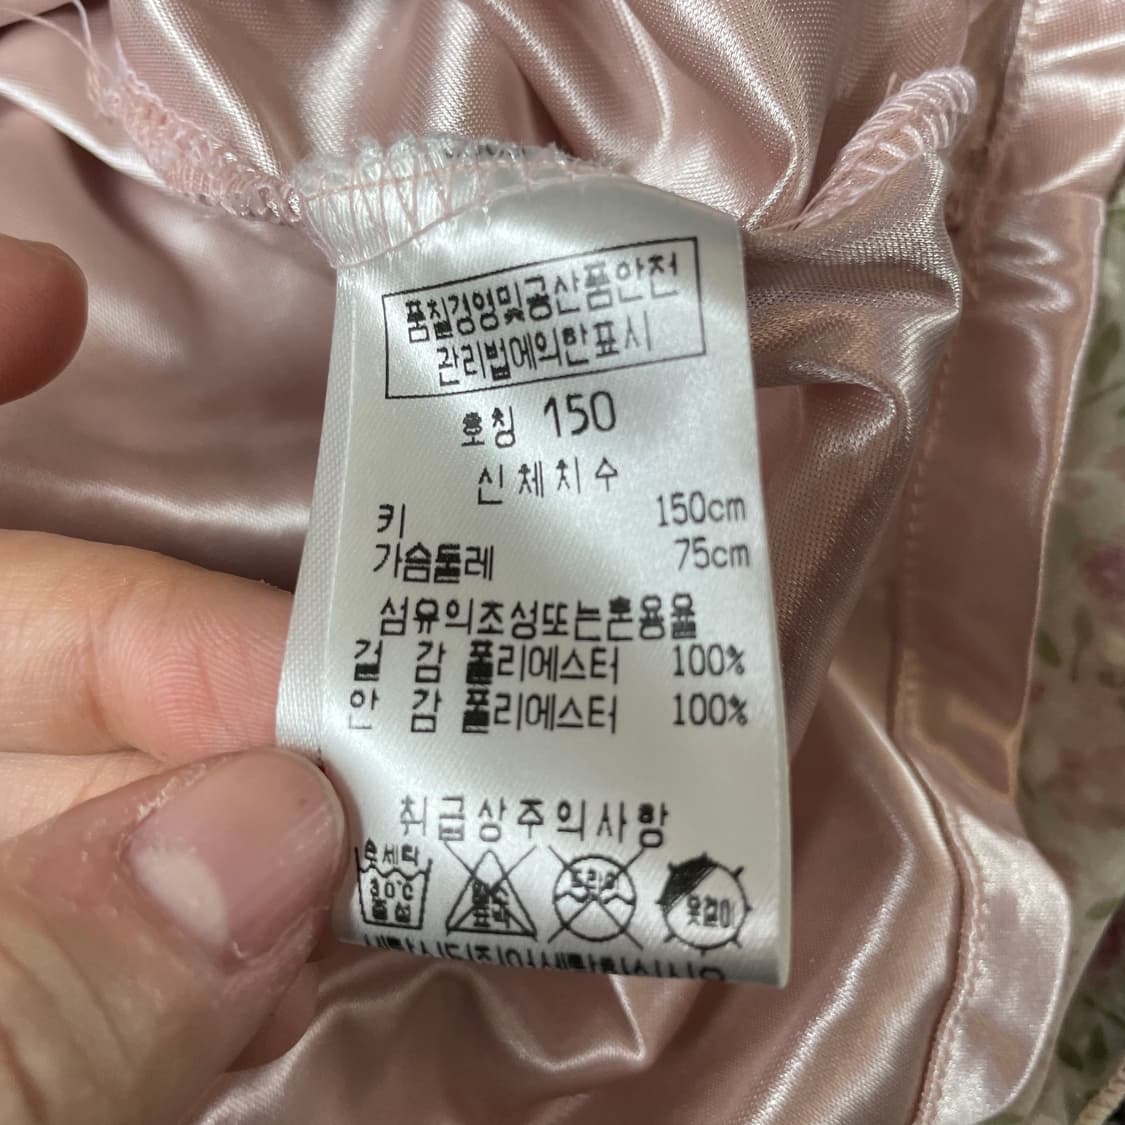 품질경영및공산품안전
관리법에의한표시
호칭 150
신체치수
키 150cm
가슴둘레 75cm
섬유의조성또는혼용율
겉감 폴리에스터 100%
안감 폴리에스터 100%
취급상주의사항
손세탁 30℃ 중성
염소표백 드라이 옷걸이